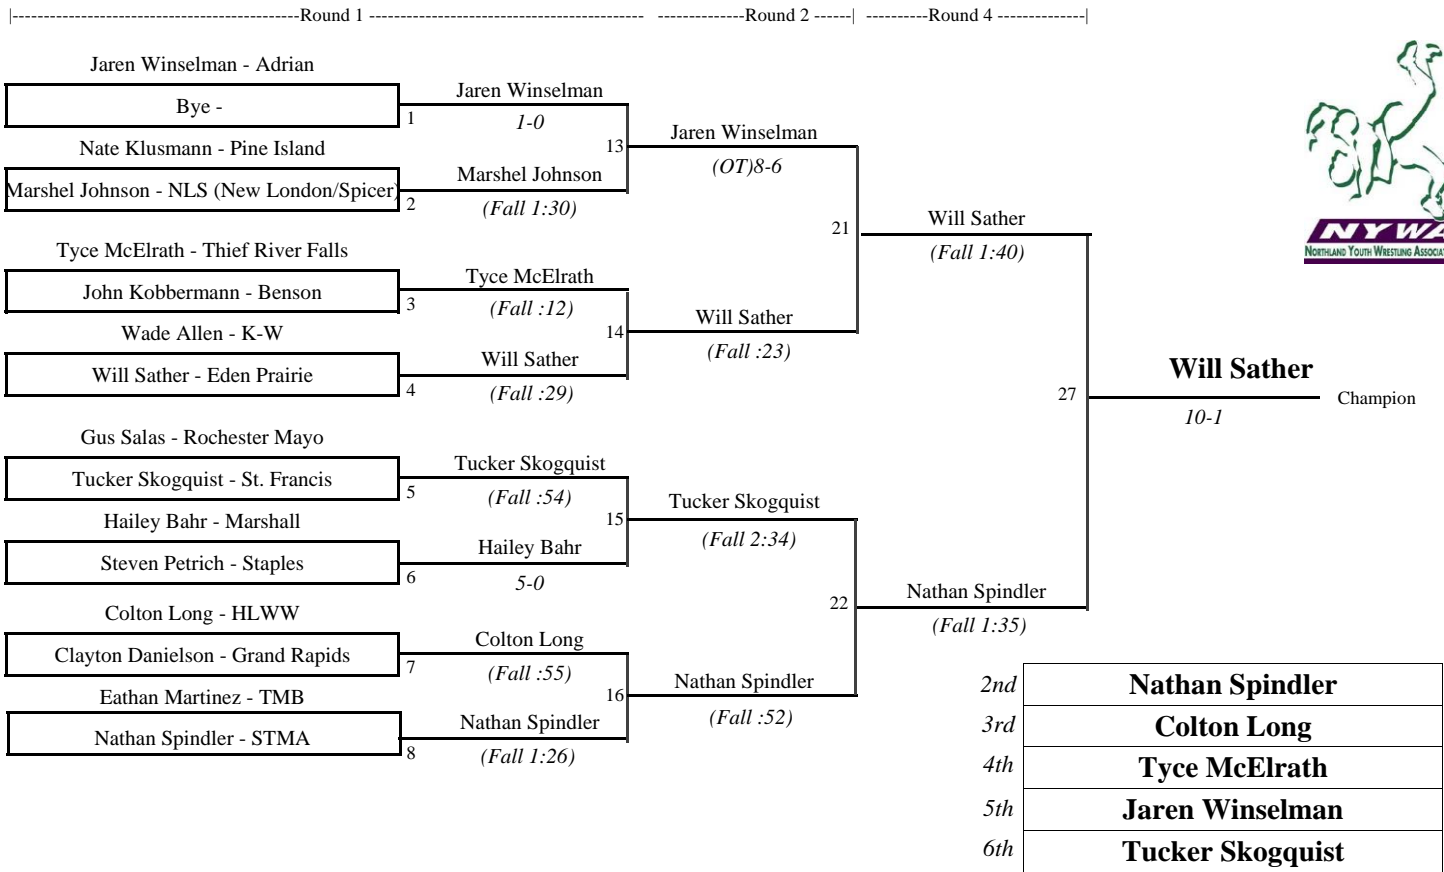 |----------------------------------------------Round 1 --------------------------------------------  --------------Round 2 ------|  ----------Round 4 --------------|
Jaren Winselman - Adrian
Bye -
1
Jaren Winselman
1-0
Nate Klusmann - Pine Island
Marshel Johnson - NLS (New London/Spicer)
2
Marshel Johnson
(Fall 1:30)
13
Jaren Winselman
(OT)8-6
Tyce McElrath - Thief River Falls
John Kobbermann - Benson
3
Tyce McElrath
(Fall :12)
Wade Allen - K-W
Will Sather - Eden Prairie
4
Will Sather
(Fall :29)
14
Will Sather
(Fall :23)
21
Will Sather
(Fall 1:40)
Gus Salas - Rochester Mayo
Tucker Skogquist - St. Francis
5
Tucker Skogquist
(Fall :54)
Hailey Bahr - Marshall
Steven Petrich - Staples
6
Hailey Bahr
5-0
15
Tucker Skogquist
(Fall 2:34)
Colton Long - HLWW
Clayton Danielson - Grand Rapids
7
Colton Long
(Fall :55)
Eathan Martinez - TMB
Nathan Spindler - STMA
8
Nathan Spindler
(Fall 1:26)
16
Nathan Spindler
(Fall :52)
22
Nathan Spindler
(Fall 1:35)
27
Will Sather
Champion
10-1
NYWA
Northland Youth Wrestling
2nd Nathan Spindler
3rd Colton Long
4th Tyce McElrath
5th Jaren Winselman
6th Tucker Skogquist